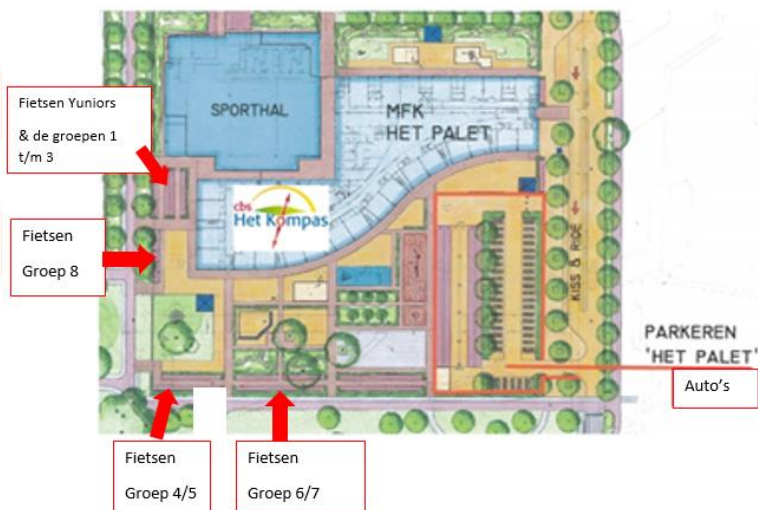 Fietsen Yuniors
& de groepen 1
t/m 3
SPORTHAL
MFK
HET PALET
cbs
Het Kompas
Fietsen
Groep 8
KISS & RIDE
PARKEREN
'HET PALET'
Auto's
Fietsen
Groep 4/5
Fietsen
Groep 6/7